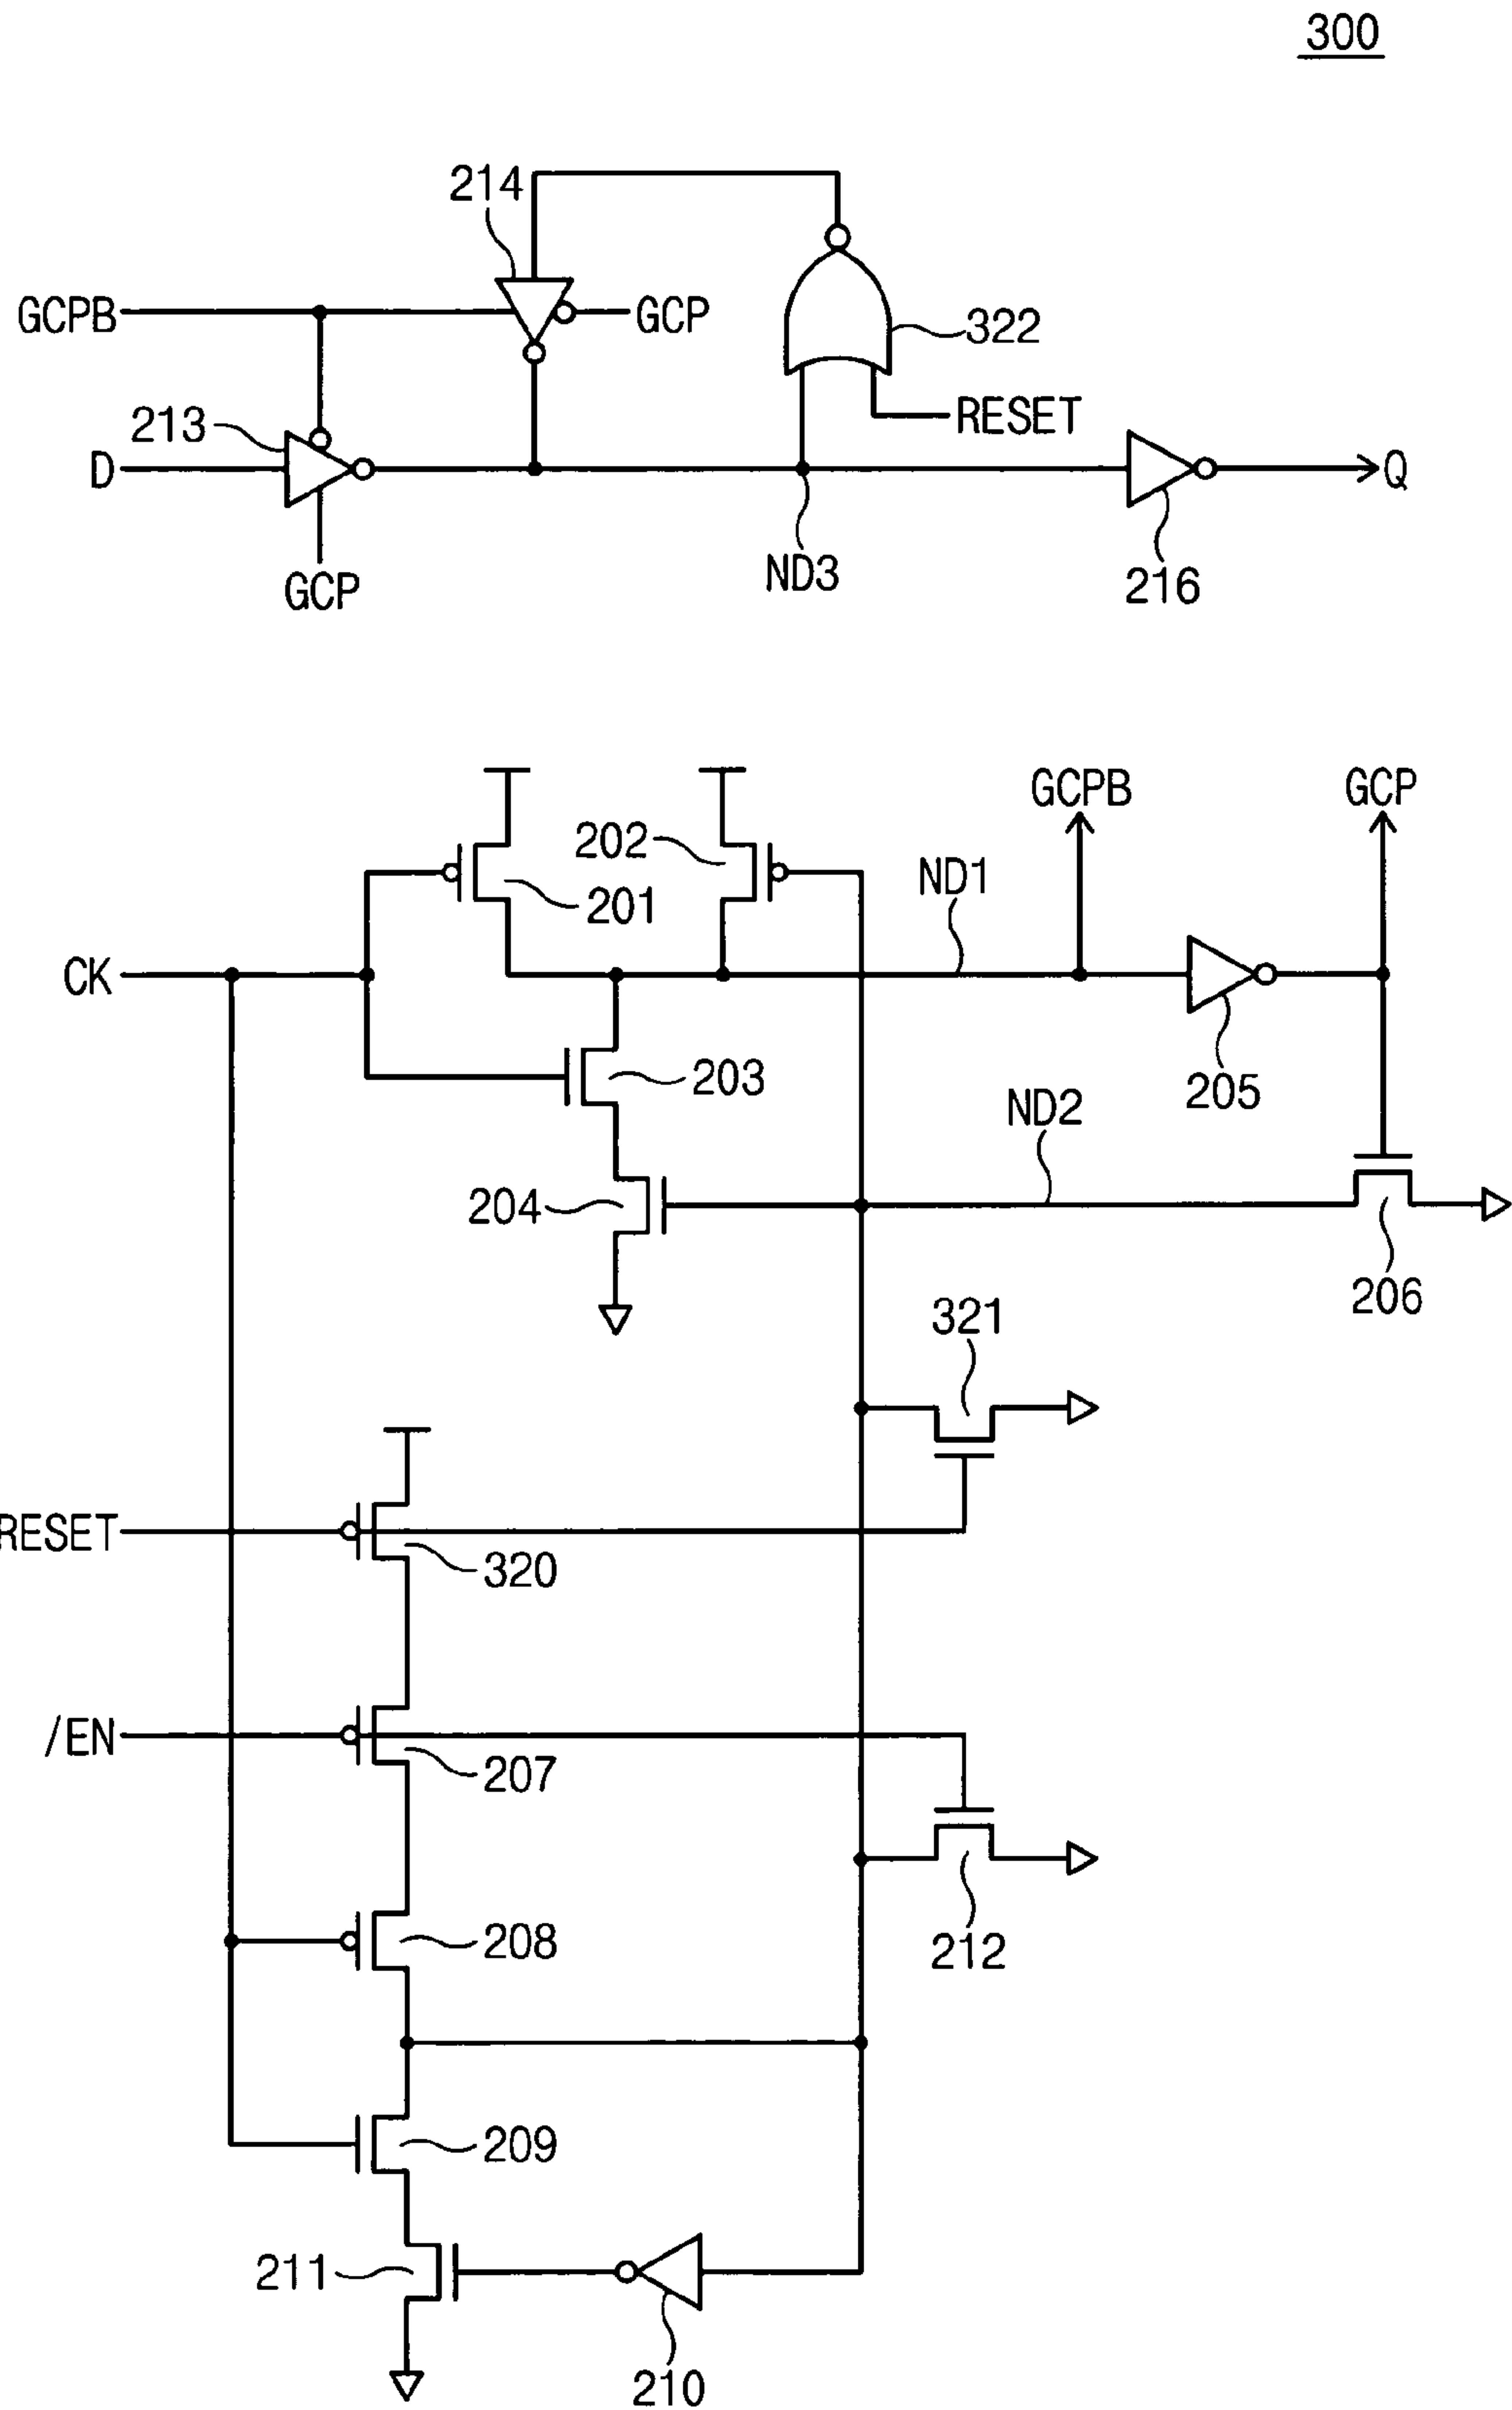 300
214
GCPB
GCP
322
213
RESET
D
Q
ND3
GCP
216
GCPB
GCP
202
ND1
201
CK
203
205
ND2
204
206
321
RESET
320
/EN
207
208
212
209
211
210